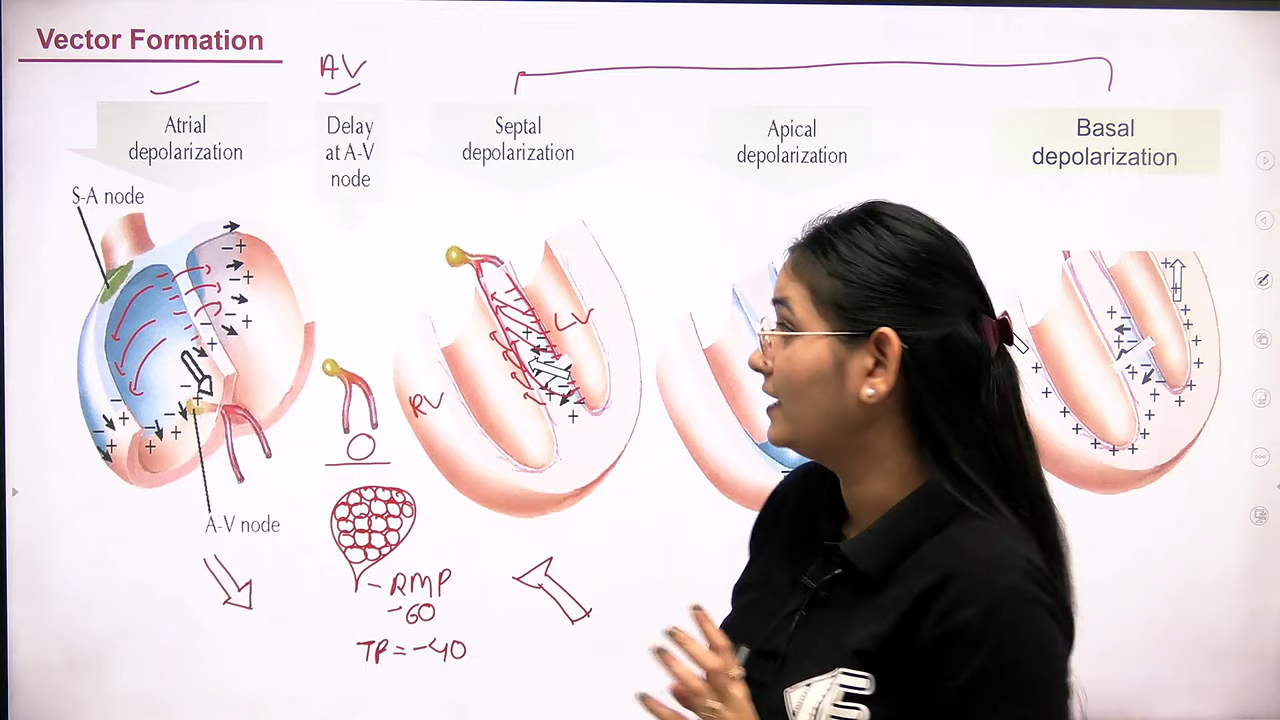 Vector Formation
AV
Atrial
depolarization
Delay
at A-V
node
Septal
depolarization
Apical
depolarization
Basal
depolarization
S-A node
LV
RV
A-V node
O
- RMP
-60
TP = -40